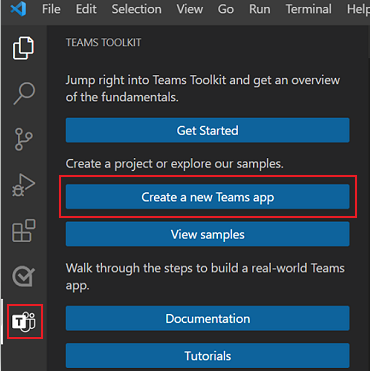 File Edit View Go Run Terminal Help
TEAMS TOOLKIT
Jump right into Teams Toolkit and get an overview
of the fundamentals.
Get Started
Create a project or explore our samples.
Create a new Teams app
View samples
Walk through the steps to build a real-world Teams
app.
Documentation
Tutorials
T